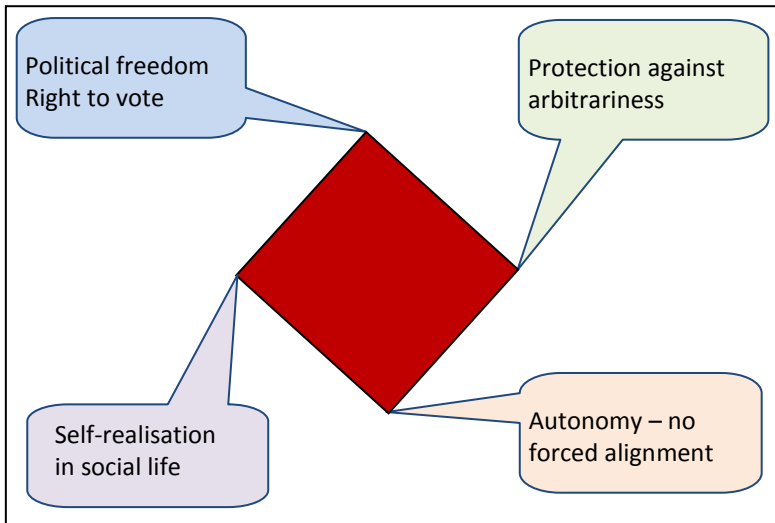 Political freedom
Right to vote
Protection against
arbitrariness
Self-realisation
in social life
Autonomy – no
forced alignment